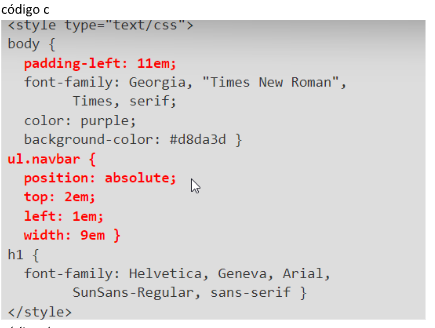 código c
<style type="text/css">
body {
padding-left: 11em;
font-family: Georgia, "Times New Roman",
Times, serif;
color: purple;
background-color: #d8da3d }
ul.navbar {
position: absolute;
top: 2em;
left: 1em;
width: 9em }
h1 {
font-family: Helvetica, Geneva, Arial,
SunSans-Regular, sans-serif }
</style>